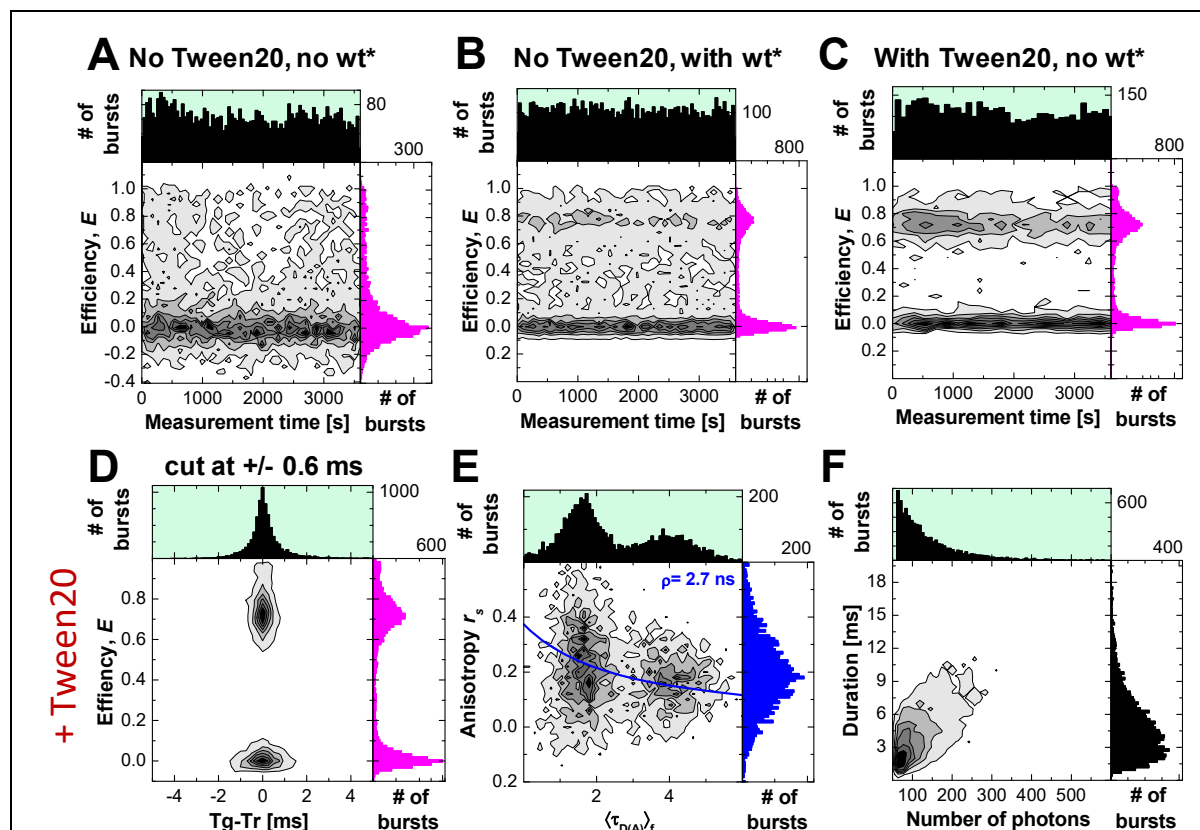 A No Tween20, no wt*
# of bursts
80
300
Efficiency, E
1.0
0.8
0.6
0.4
0.2
0.0
-0.2
-0.4
0 1000 2000 3000
Measurement time [s]
# of bursts
B No Tween20, with wt*
# of bursts
100
800
Efficiency, E
1.0
0.8
0.6
0.4
0.2
0.0
0.2
0 1000 2000 3000
Measurement time [s]
# of bursts
C With Tween20, no wt*
# of bursts
150
800
Efficiency, E
1.0
0.8
0.6
0.4
0.2
0.0
0.2
0 1000 2000 3000
Measurement time [s]
# of bursts
+ Tween20
D cut at +/- 0.6 ms
# of bursts
1000
600
Effiency, E
0.8
0.6
0.4
0.2
0.0
-4 -2 0 2 4
Tg-Tr [ms]
# of bursts
E
# of bursts
200
200
ρ= 2.7 ns
Anisotropy rs
0.4
0.2
0.0
0.2
2 4
⟨τD(A)⟩f
# of bursts
F
# of bursts
600
400
Duration [ms]
18
15
12
9
6
3
100 200 300 400 500
Number of photons
# of bursts